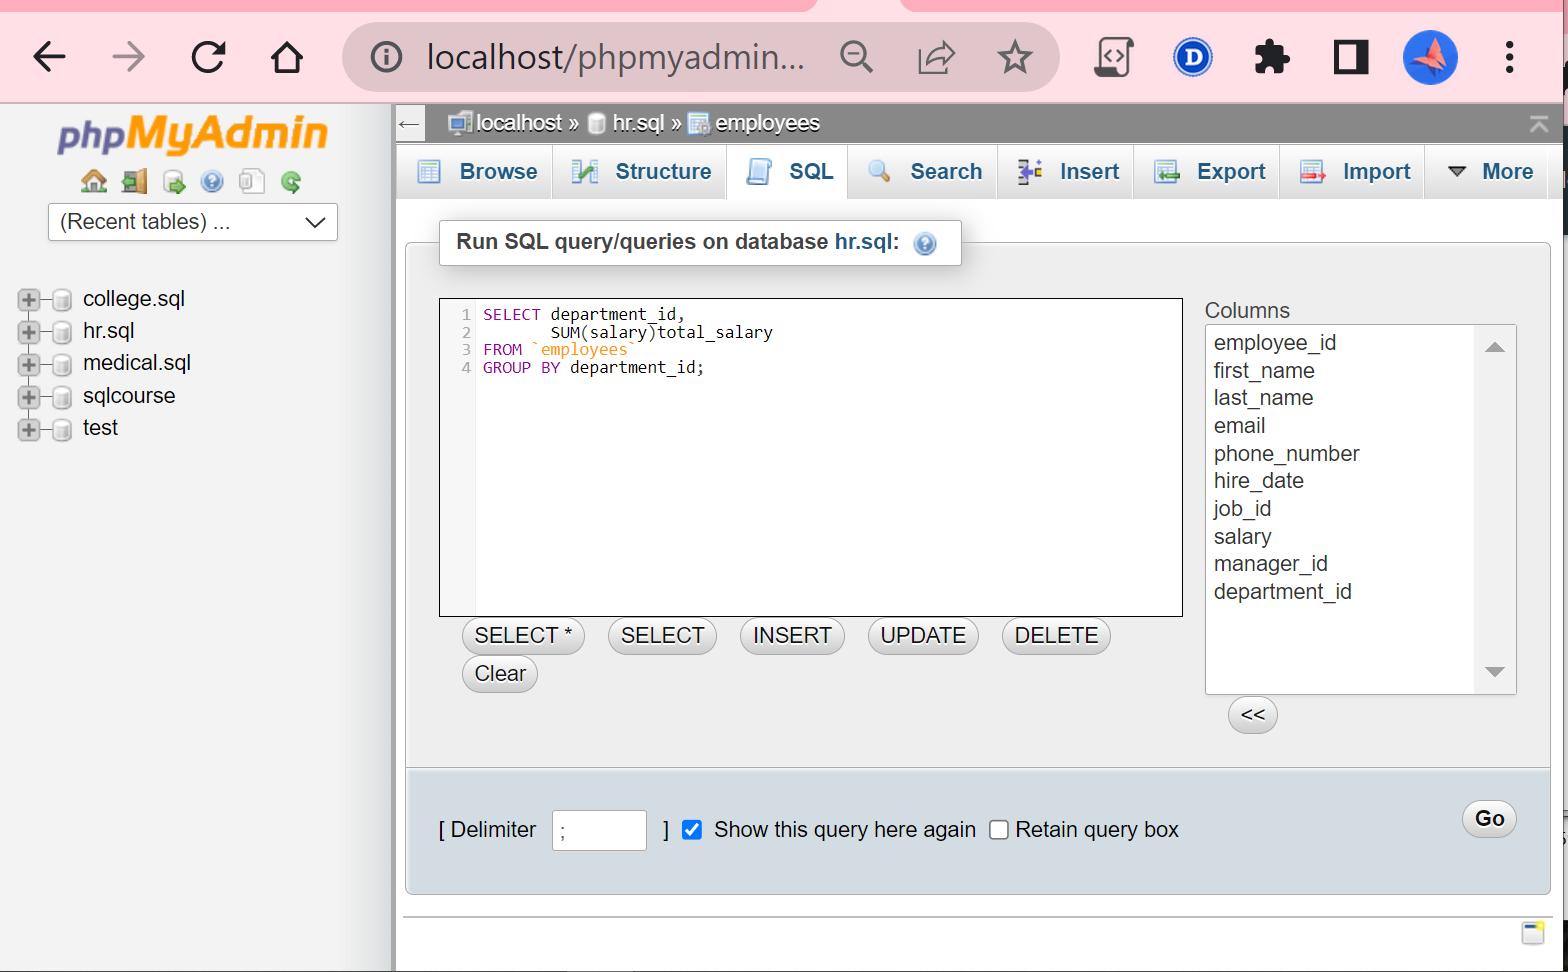 localhost/phpmyadmin...
D
phpMyAdmin
(Recent tables) ...
college.sql
hr.sql
medical.sql
sqlcourse
test
localhost » hr.sql » employees
Browse Structure SQL Search Insert Export Import More
Run SQL query/queries on database hr.sql:
1 SELECT department_id,
2 SUM(salary)total_salary
3 FROM `employees`
4 GROUP BY department_id;
Columns
employee_id
first_name
last_name
email
phone_number
hire_date
job_id
salary
manager_id
department_id
SELECT * SELECT INSERT UPDATE DELETE
Clear
<<
[ Delimiter ; ] Show this query here again Retain query box
Go